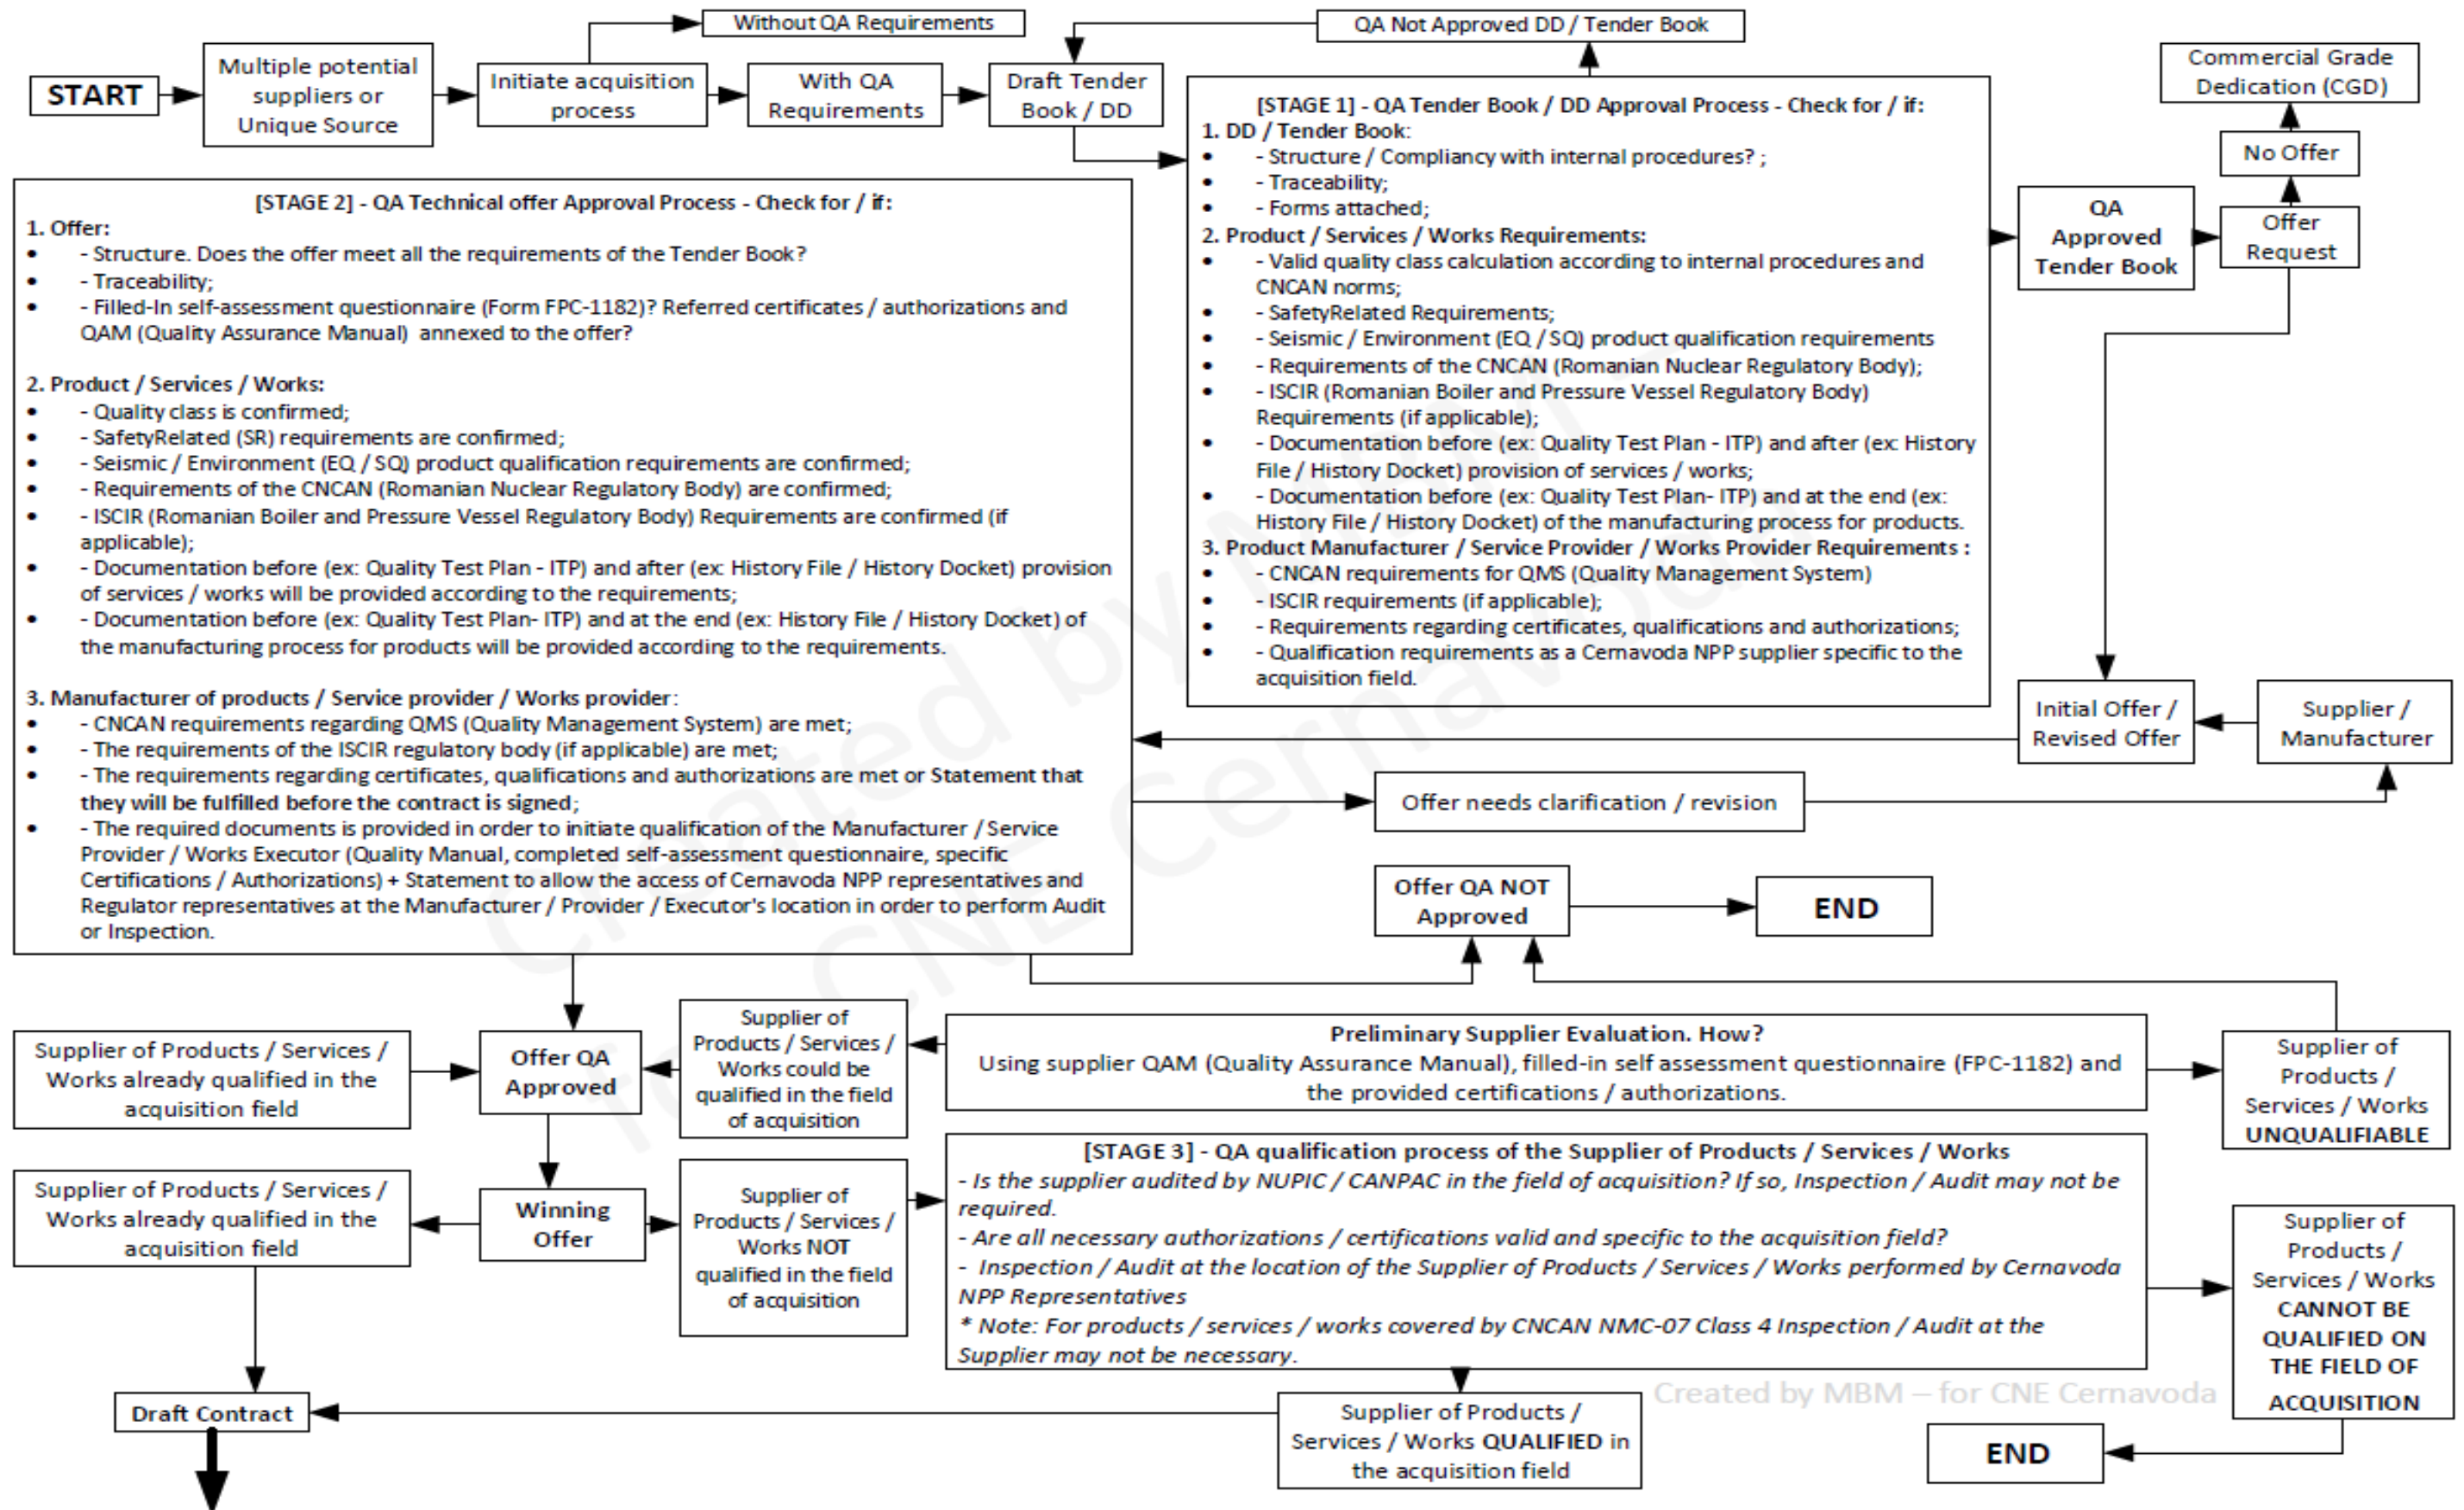 Without QA Requirements
QA Not Approved DD / Tender Book
START
Multiple potential
suppliers or
Unique Source
Initiate acquisition
process
With QA
Requirements
Draft Tender
Book / DD
Commercial Grade
Dedication (CGD)
No Offer
Offer
Request
QA
Approved
Tender Book
[STAGE 1] - QA Tender Book / DD Approval Process - Check for / if:
1. DD / Tender Book:
• - Structure / Compliancy with internal procedures? ;
• - Traceability;
• - Forms attached;
2. Product / Services / Works Requirements:
• - Valid quality class calculation according to internal procedures and
CNCAN norms;
• - SafetyRelated Requirements;
• - Seismic / Environment (EQ / SQ) product qualification requirements
• - Requirements of the CNCAN (Romanian Nuclear Regulatory Body);
• - ISCIR (Romanian Boiler and Pressure Vessel Regulatory Body)
Requirements (if applicable);
• - Documentation before (ex: Quality Test Plan - ITP) and after (ex: History
File / History Docket) provision of services / works;
• - Documentation before (ex: Quality Test Plan- ITP) and at the end (ex:
History File / History Docket) of the manufacturing process for products.
3. Product Manufacturer / Service Provider / Works Provider Requirements :
• - CNCAN requirements for QMS (Quality Management System)
• - ISCIR requirements (if applicable);
• - Requirements regarding certificates, qualifications and authorizations;
• - Qualification requirements as a Cernavoda NPP supplier specific to the
acquisition field.
[STAGE 2] - QA Technical offer Approval Process - Check for / if:
1. Offer:
• - Structure. Does the offer meet all the requirements of the Tender Book?
• - Traceability;
• - Filled-In self-assessment questionnaire (Form FPC-1182)? Referred certificates / authorizations and
QAM (Quality Assurance Manual) annexed to the offer?
2. Product / Services / Works:
• - Quality class is confirmed;
• - SafetyRelated (SR) requirements are confirmed;
• - Seismic / Environment (EQ / SQ) product qualification requirements are confirmed;
• - Requirements of the CNCAN (Romanian Nuclear Regulatory Body) are confirmed;
• - ISCIR (Romanian Boiler and Pressure Vessel Regulatory Body) Requirements are confirmed (if
applicable);
• - Documentation before (ex: Quality Test Plan - ITP) and after (ex: History File / History Docket) provision
of services / works will be provided according to the requirements;
• - Documentation before (ex: Quality Test Plan- ITP) and at the end (ex: History File / History Docket) of
the manufacturing process for products will be provided according to the requirements.
3. Manufacturer of products / Service provider / Works provider:
• - CNCAN requirements regarding QMS (Quality Management System) are met;
• - The requirements of the ISCIR regulatory body (if applicable) are met;
• - The requirements regarding certificates, qualifications and authorizations are met or Statement that
they will be fulfilled before the contract is signed;
• - The required documents is provided in order to initiate qualification of the Manufacturer / Service
Provider / Works Executor (Quality Manual, completed self-assessment questionnaire, specific
Certifications / Authorizations) + Statement to allow the access of Cernavoda NPP representatives and
Regulator representatives at the Manufacturer / Provider / Executor's location in order to perform Audit
or Inspection.
Initial Offer /
Revised Offer
Supplier /
Manufacturer
Offer needs clarification / revision
Offer QA NOT
Approved
END
Supplier of Products / Services /
Works already qualified in the
acquisition field
Offer QA
Approved
Supplier of
Products / Services /
Works could be
qualified in the field
of acquisition
Preliminary Supplier Evaluation. How?
Using supplier QAM (Quality Assurance Manual), filled-in self assessment questionnaire (FPC-1182) and
the provided certifications / authorizations.
Supplier of
Products /
Services / Works
UNQUALIFIABLE
Supplier of Products / Services /
Works already qualified in the
acquisition field
Winning
Offer
Supplier of
Products / Services /
Works NOT
qualified in the field
of acquisition
[STAGE 3] - QA qualification process of the Supplier of Products / Services / Works
- Is the supplier audited by NUPIC / CANPAC in the field of acquisition? If so, Inspection / Audit may not be
required.
- Are all necessary authorizations / certifications valid and specific to the acquisition field?
- Inspection / Audit at the location of the Supplier of Products / Services / Works performed by Cernavoda
NPP Representatives
* Note: For products / services / works covered by CNCAN NMC-07 Class 4 Inspection / Audit at the
Supplier may not be necessary.
Supplier of
Products /
Services / Works
CANNOT BE
QUALIFIED ON
THE FIELD OF
ACQUISITION
Draft Contract
Supplier of Products /
Services / Works QUALIFIED in
the acquisition field
Created by MBM – for CNE Cernavoda
END
Created by MBM
CNE Cernavoda